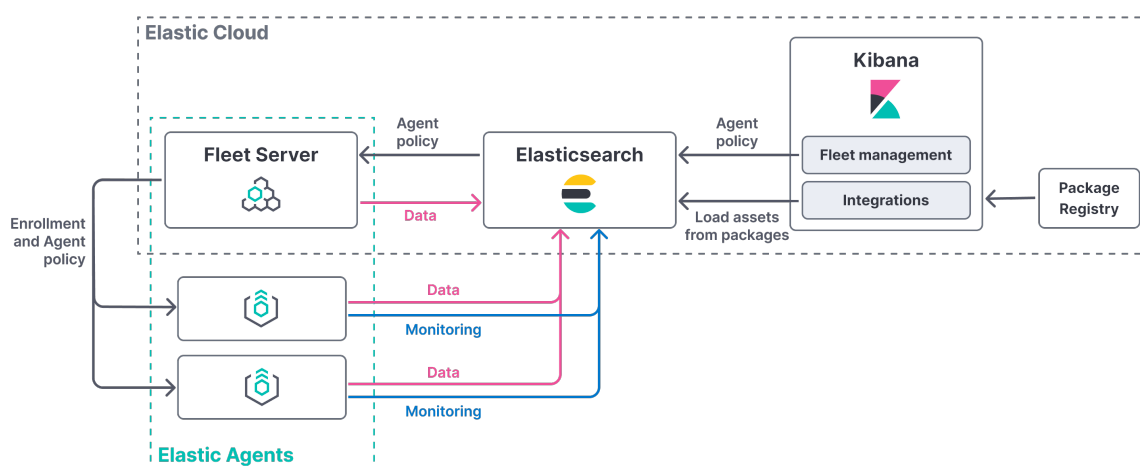 Elastic Cloud
Kibana
Agent
policy
Agent
policy
Fleet Server
Elasticsearch
Fleet management
Integrations
Package
Registry
Data
Load assets
from packages
Enrollment
and Agent
policy
Data
Monitoring
Data
Monitoring
Elastic Agents